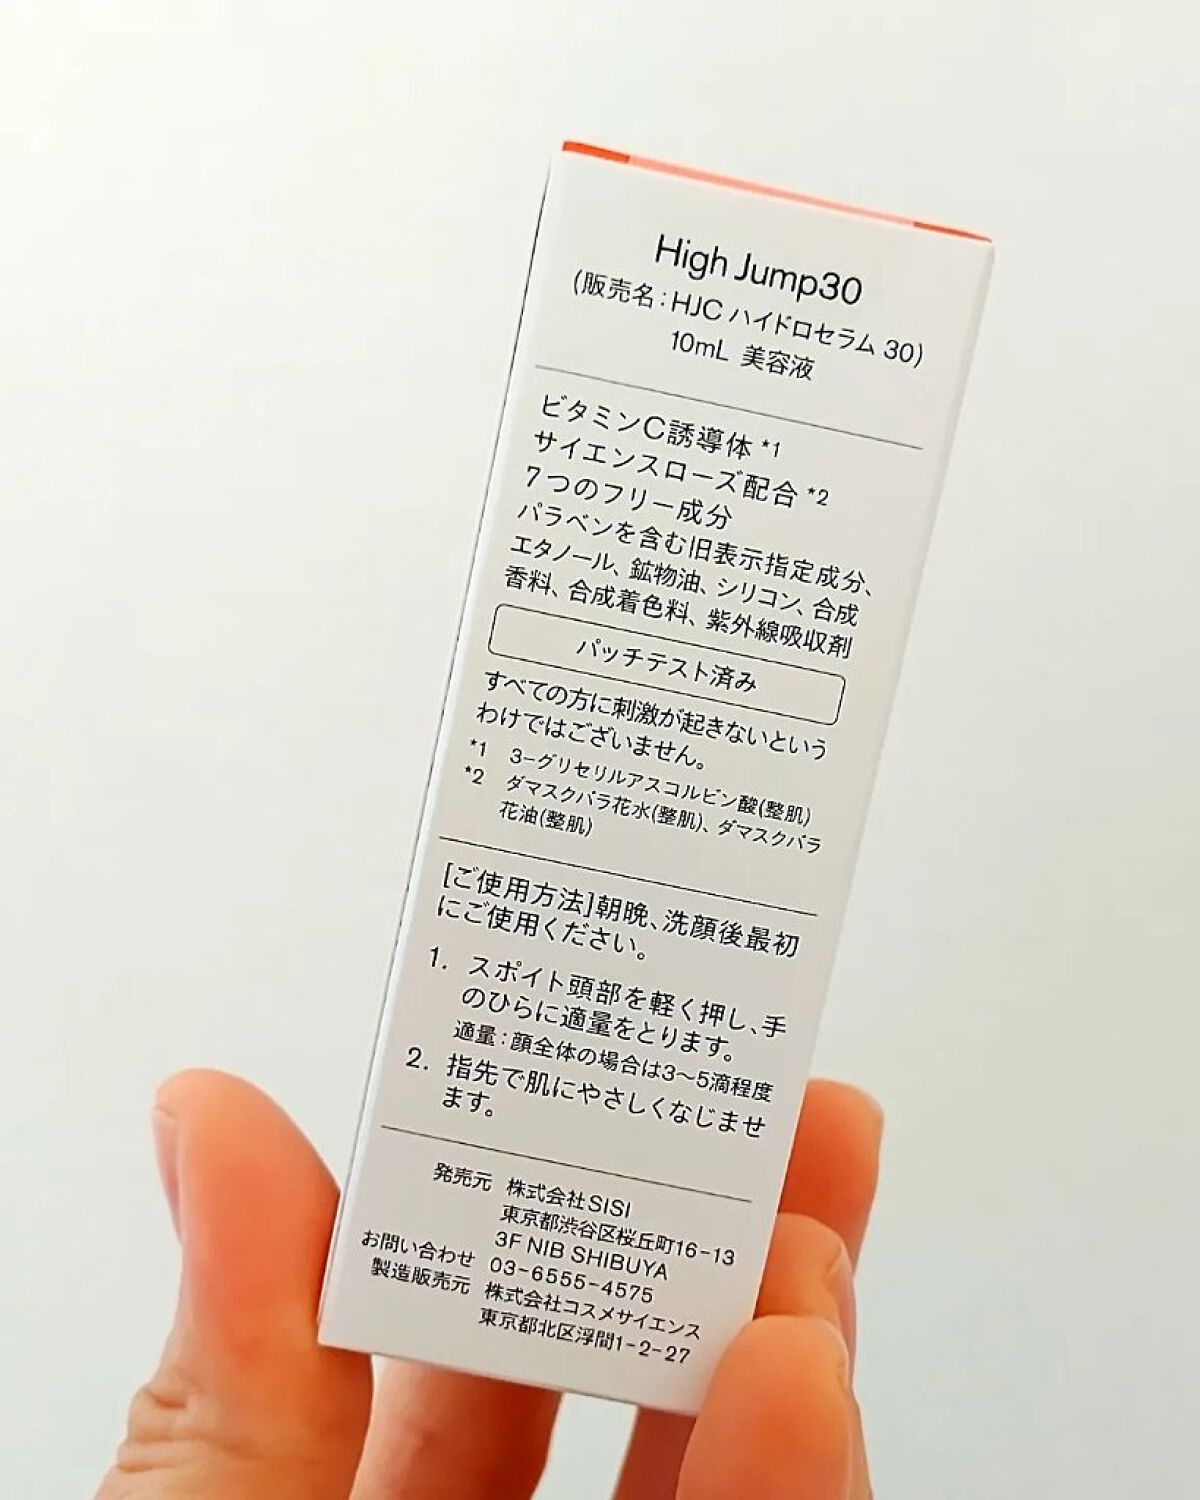 High Jump30
(販売名:HJC ハイドロセラム 30)
10mL 美容液
ビタミンC誘導体 *1
サイエンスローズ配合 *2
7つのフリー成分
パラベンを含む旧表示指定成分、
エタノール、鉱物油、シリコン、合成
香料、合成着色料、紫外線吸収剤
パッチテスト済み
すべての方に刺激が起きないという
わけではございません。
*1 3-グリセリルアスコルビン酸(整肌)
*2 ダマスクバラ花水(整肌)、ダマスクバラ
花油(整肌)
[ご使用方法]朝晩、洗顔後最初
にご使用ください。
1. スポイト頭部を軽く押し、手
のひらに適量をとります。
適量:顔全体の場合は3〜5滴程度
2. 指先で肌にやさしくなじませ
ます。
発売元 株式会社SISI
東京都渋谷区桜丘町16-13
3F NIB SHIBUYA
お問い合わせ 03-6555-4575
製造販売元 株式会社コスメサイエンス
東京都北区浮間1-2-27